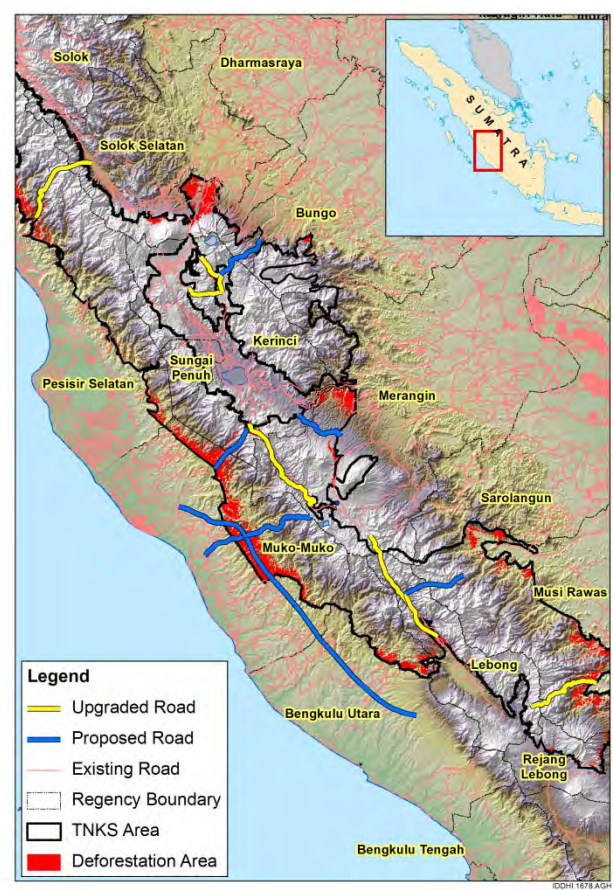 Solok
Dharmasraya
SUMATRA
Solok Selatan
Bungo
Kerinci
Sungai
Penuh
Pesisir Selatan
Merangin
Sarolangun
Muko-Muko
Musi Rawas
Lebong
Bengkulu Utara
Rejang
Lebong
Bengkulu Tengah
Legend
Upgraded Road
Proposed Road
Existing Road
Regency Boundary
TNKS Area
Deforestation Area
IDDHI 1678 AGH